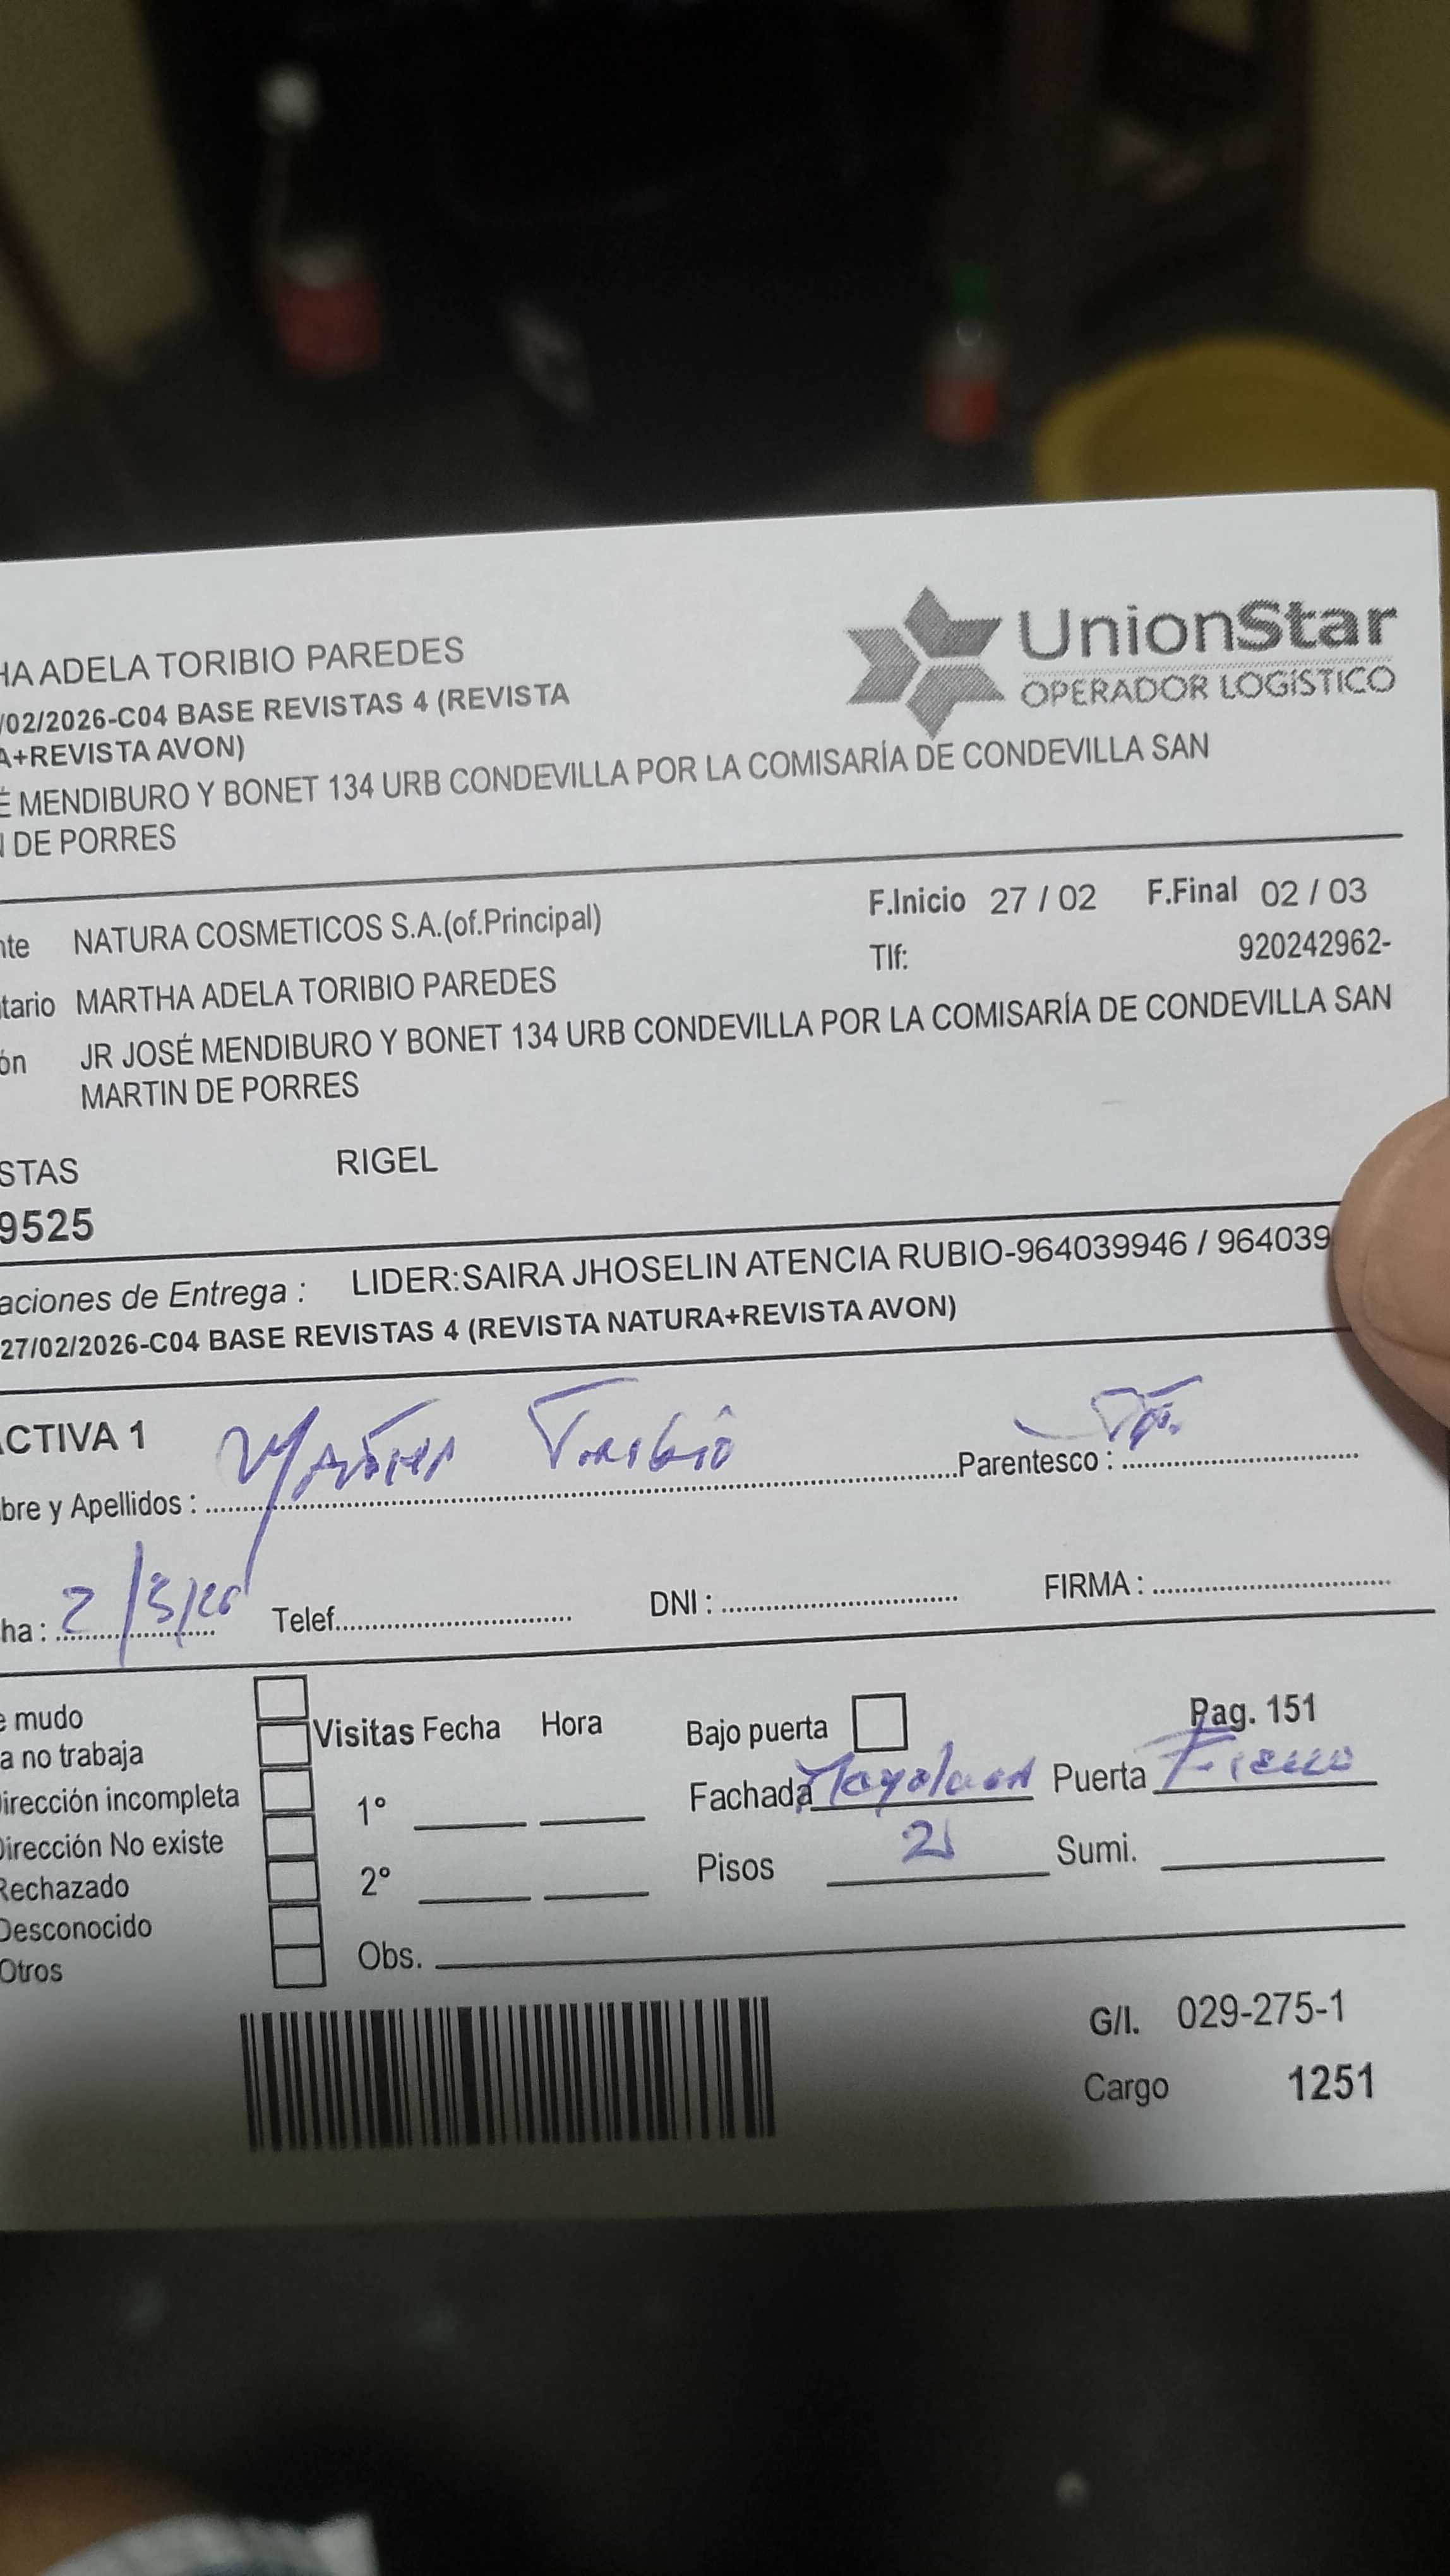 HA ADELA TORIBIO PAREDES
UnionStar
OPERADOR LOGÍSTICO
/02/2026-C04 BASE REVISTAS 4 (REVISTA
A+REVISTA AVON)
É MENDIBURO Y BONET 134 URB CONDEVILLA POR LA COMISARÍA DE CONDEVILLA SAN
N DE PORRES
nte NATURA COSMETICOS S.A.(of.Principal) F.Inicio 27 / 02 F.Final 02 / 03
Tlf: 920242962-
tario MARTHA ADELA TORIBIO PAREDES
ón JR JOSÉ MENDIBURO Y BONET 134 URB CONDEVILLA POR LA COMISARÍA DE CONDEVILLA SAN
MARTIN DE PORRES
STAS RIGEL
9525
aciones de Entrega : LIDER:SAIRA JHOSELIN ATENCIA RUBIO-964039946 / 964039
27/02/2026-C04 BASE REVISTAS 4 (REVISTA NATURA+REVISTA AVON)
ACTIVA 1
bre y Apellidos : Martha Toribio Parentesco :
ha : 2/3/26 Telef. DNI : FIRMA :
e mudo
a no trabaja
Dirección incompleta
Dirección No existe
Rechazado
Desconocido
Otros
Visitas Fecha Hora
1°
2°
Obs.
Bajo puerta Pag. 151
Fachada Puerta Fierro
Pisos 2 Sumi.
G/I. 029-275-1
Cargo 1251